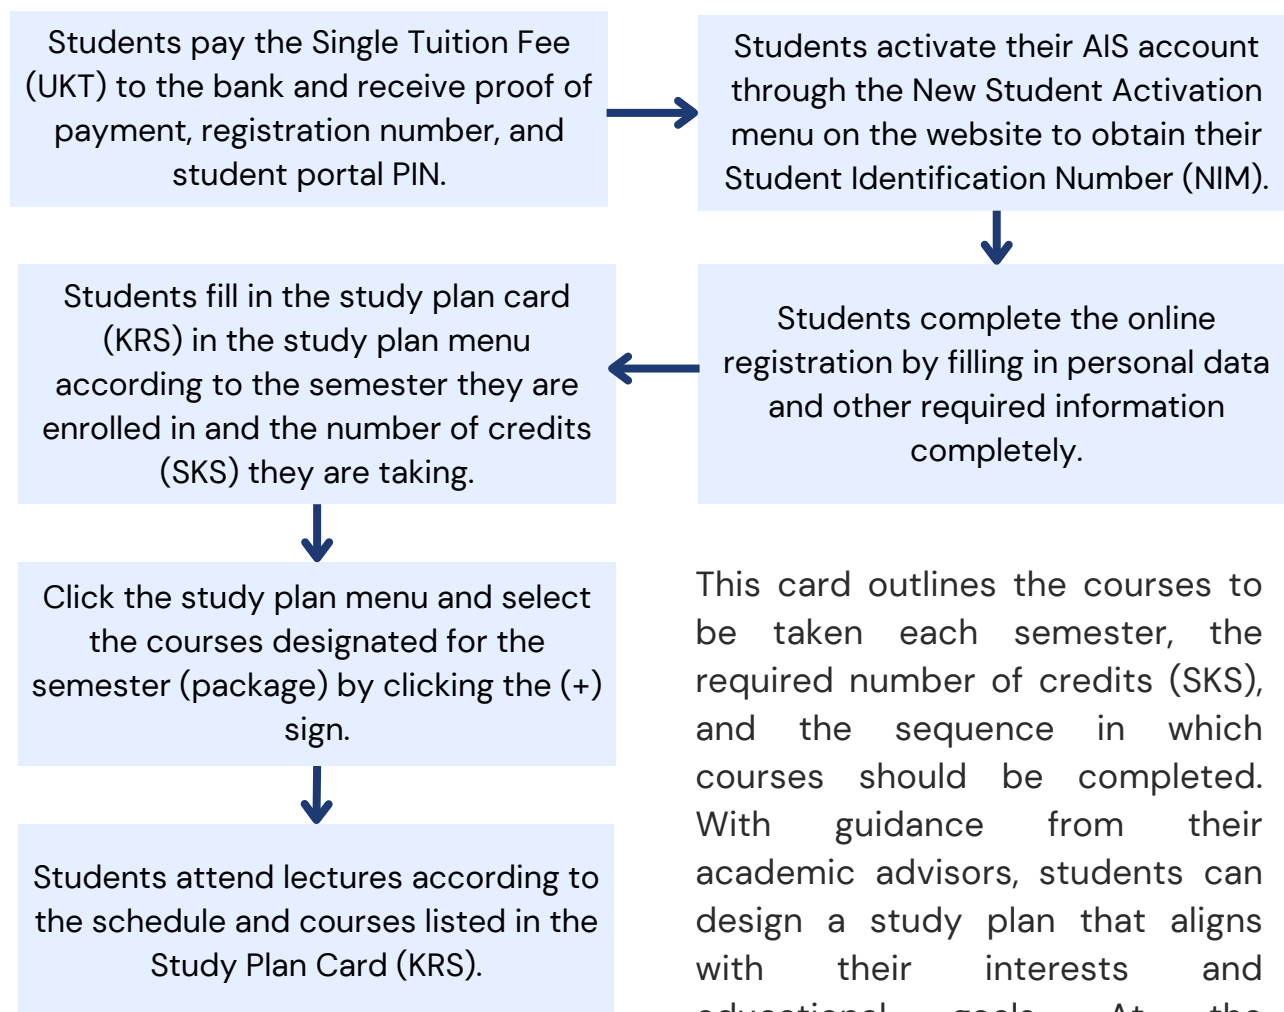 Students pay the Single Tuition Fee
(UKT) to the bank and receive proof of
payment, registration number, and
student portal PIN.
Students activate their AIS account
through the New Student Activation
menu on the website to obtain their
Student Identification Number (NIM).
Students complete the online
registration by filling in personal data
and other required information
completely.
Students fill in the study plan card
(KRS) in the study plan menu
according to the semester they are
enrolled in and the number of credits
(SKS) they are taking.
Click the study plan menu and select
the courses designated for the
semester (package) by clicking the (+)
sign.
Students attend lectures according to
the schedule and courses listed in the
Study Plan Card (KRS).
This card outlines the courses to
be taken each semester, the
required number of credits (SKS),
and the sequence in which
courses should be completed.
With guidance from their
academic advisors, students can
design a study plan that aligns
with their interests and
educational goals. At the